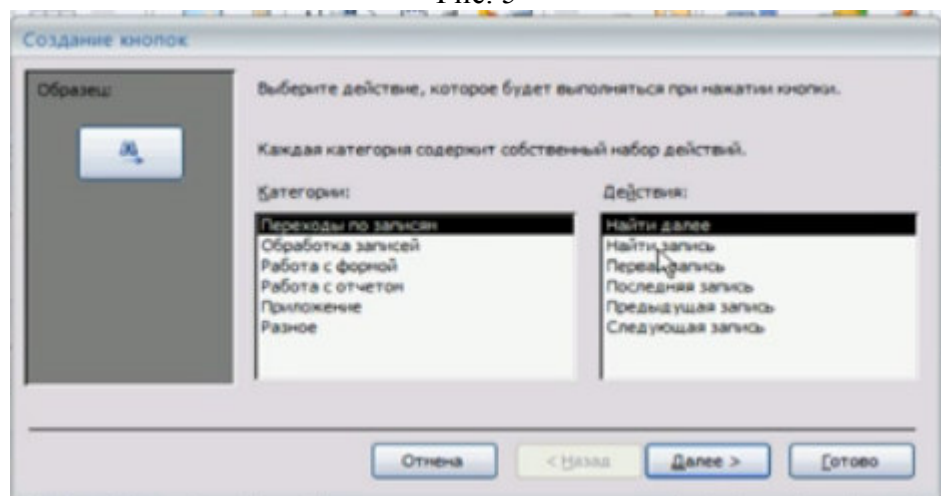 Создание кнопок
Образец:
Выберите действие, которое будет выполняться при нажатии кнопки.
Каждая категория содержит собственный набор действий.
Категории:
Действия:
Переходы по записям
Обработка записей
Работа с формой
Работа с отчетом
Приложение
Разное
Найти далее
Найти запись
Первая запись
Последняя запись
Предыдущая запись
Следующая запись
Отмена
< Назад
Далее >
Готово